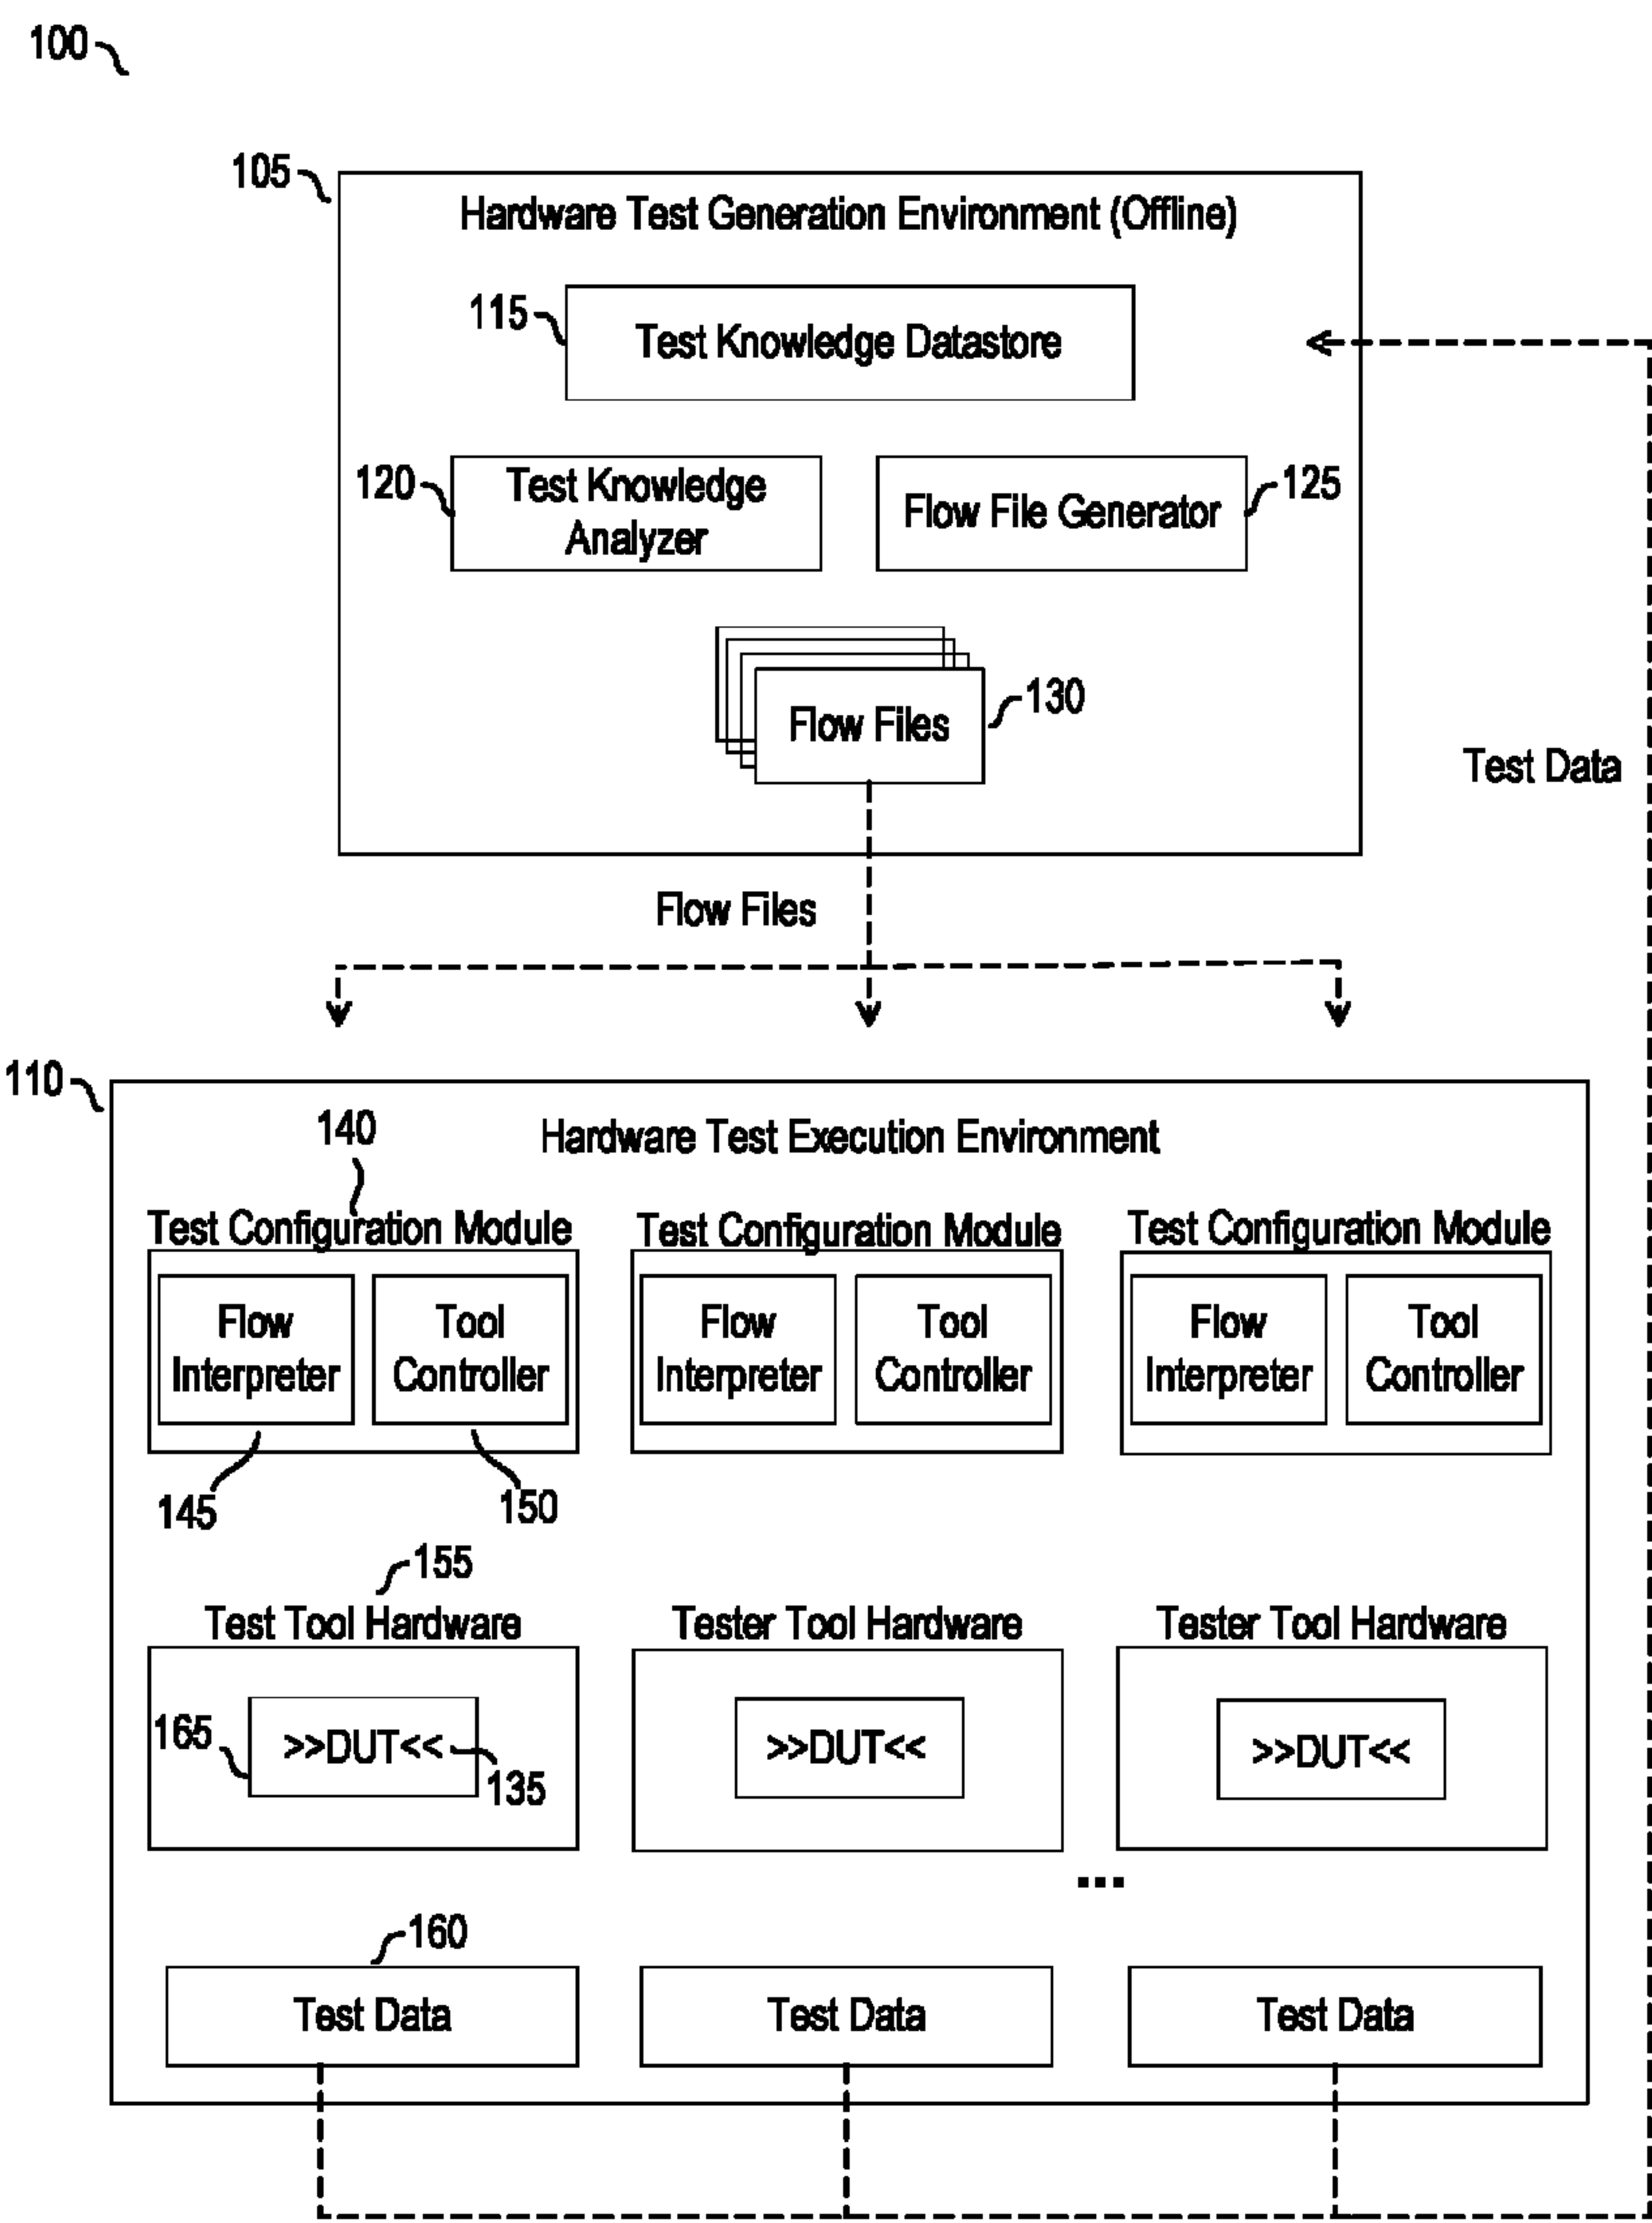 100
105
Hardware Test Generation Environment (Offline)
115
Test Knowledge Datastore
120
Test Knowledge
Analyzer
Flow File Generator
125
Flow Files
130
Test Data
Flow Files
110
Hardware Test Execution Environment
140
Test Configuration Module
Test Configuration Module
Test Configuration Module
Flow
Interpreter
Tool
Controller
Flow
Interpreter
Tool
Controller
Flow
Interpreter
Tool
Controller
145
150
155
Test Tool Hardware
Tester Tool Hardware
Tester Tool Hardware
165
>>DUT<<
135
>>DUT<<
>>DUT<<
...
160
Test Data
Test Data
Test Data